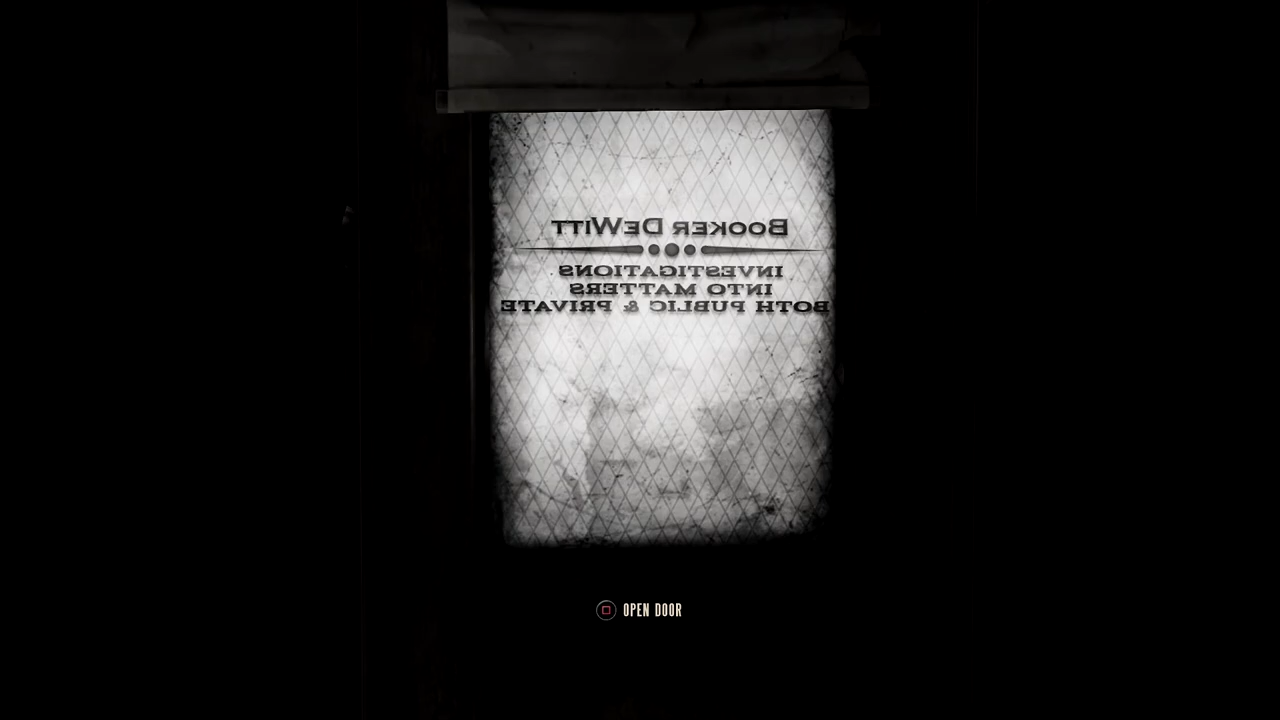 BOOKER DEWITT
INVESTIGATIONS
INTO MATTERS
BOTH PUBLIC & PRIVATE
OPEN DOOR